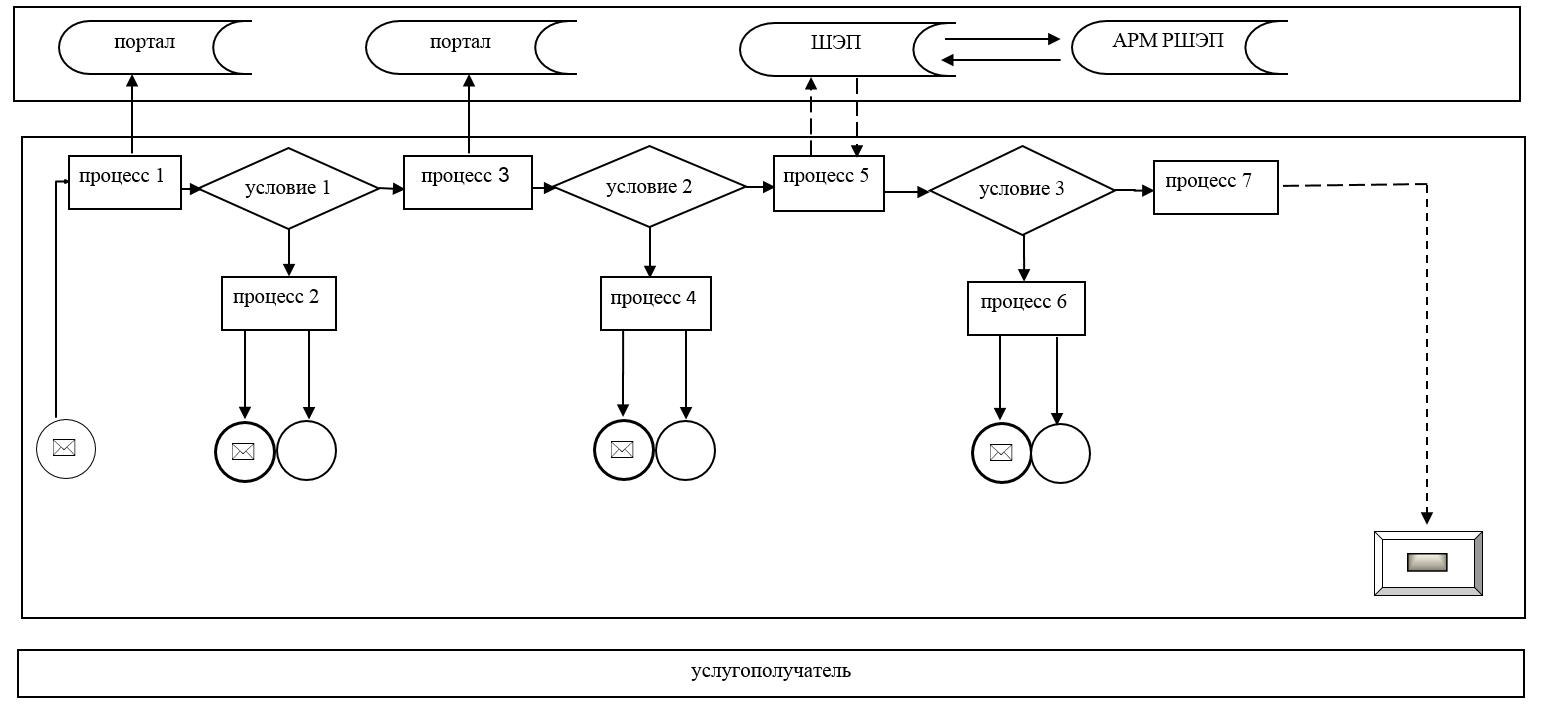 портал
портал
ШЭП
АРМ РШЭП
процесс 1
условие 1
процесс 3
условие 2
процесс 5
условие 3
процесс 7
процесс 2
процесс 4
процесс 6
услугополучатель